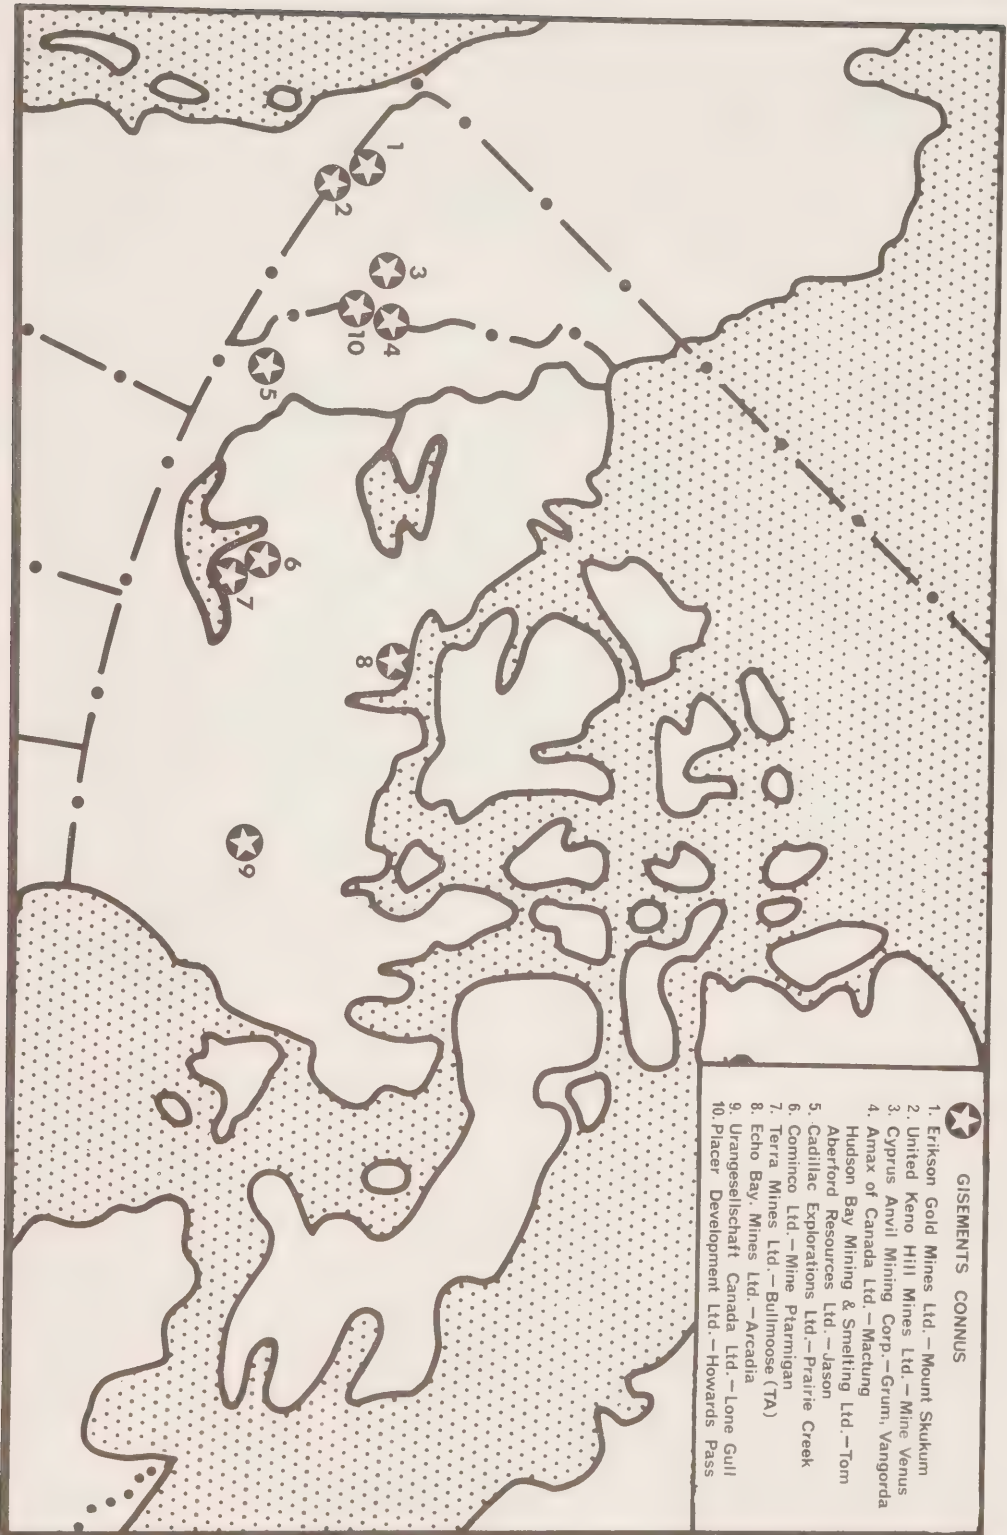 GISEMENTS CONNUS
1. Erikson Gold Mines Ltd.—Mount Skukum
2 United Keno Hill Mines Ltd. —Mine Venus
3. Cyprus Anvil Mining Corp.—Grum, Vangorda
4. Amax of Canada Ltd.—Mactung
Hudson Bay Mining & Smelting Ltd.—Tom
Aberford Resources Ltd.—Jason
5. Cadillac Explorations Ltd.—Prairie Creek
6. Cominco Ltd.—Mine Ptarmigan
7. Terra Mines Ltd.—Bullmoose (TA)
8. Echo Bay. Mines Ltd.—Arcadia
9. Urangesellschaft Canada Ltd.—Lone Gull
10. Placer Development Ltd.—Howards Pass
1
2
3
4
10
5
6
7
8
9